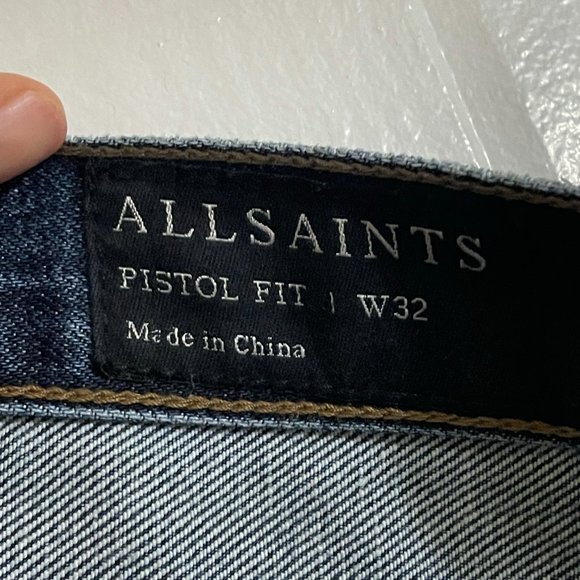 ALLSAINTS
PISTOL FIT | W32
Made in China